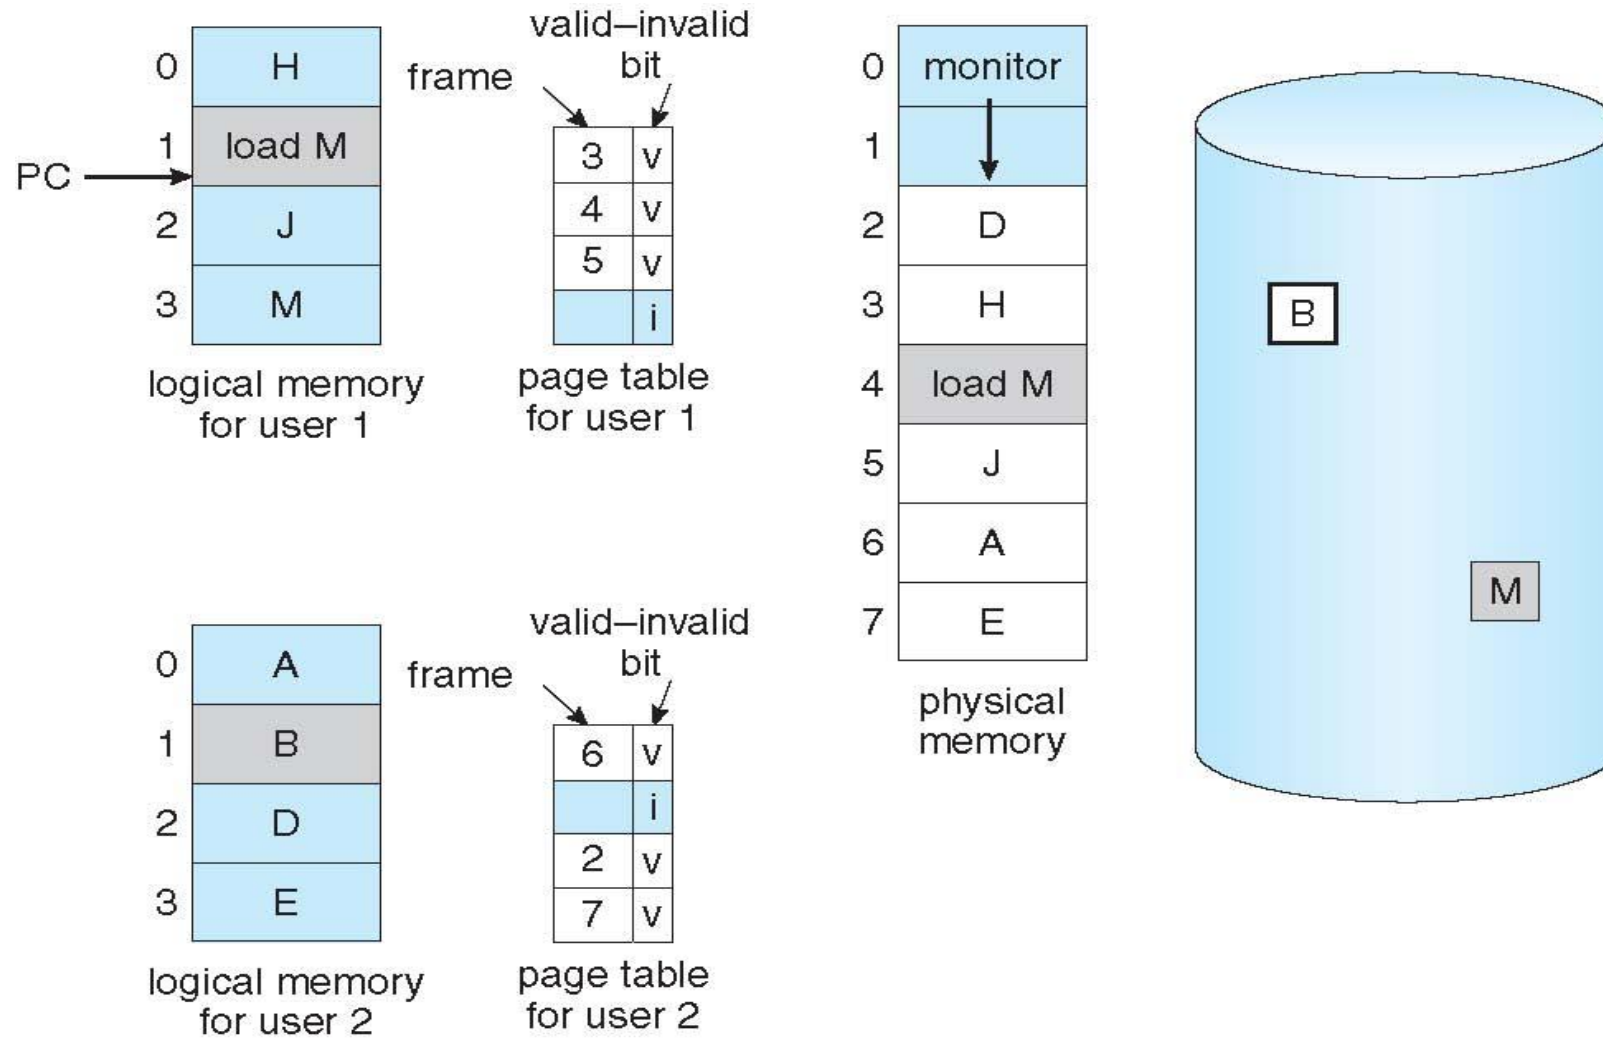 0
H
1
load M
PC
2
J
3
M
logical memory
for user 1
valid–invalid
bit
frame
3 v
4 v
5 v
i
page table
for user 1
0
A
1
B
2
D
3
E
logical memory
for user 2
valid–invalid
bit
frame
6 v
i
2 v
7 v
page table
for user 2
0
monitor
1
2
D
3
H
4
load M
5
J
6
A
7
E
physical
memory
B
M